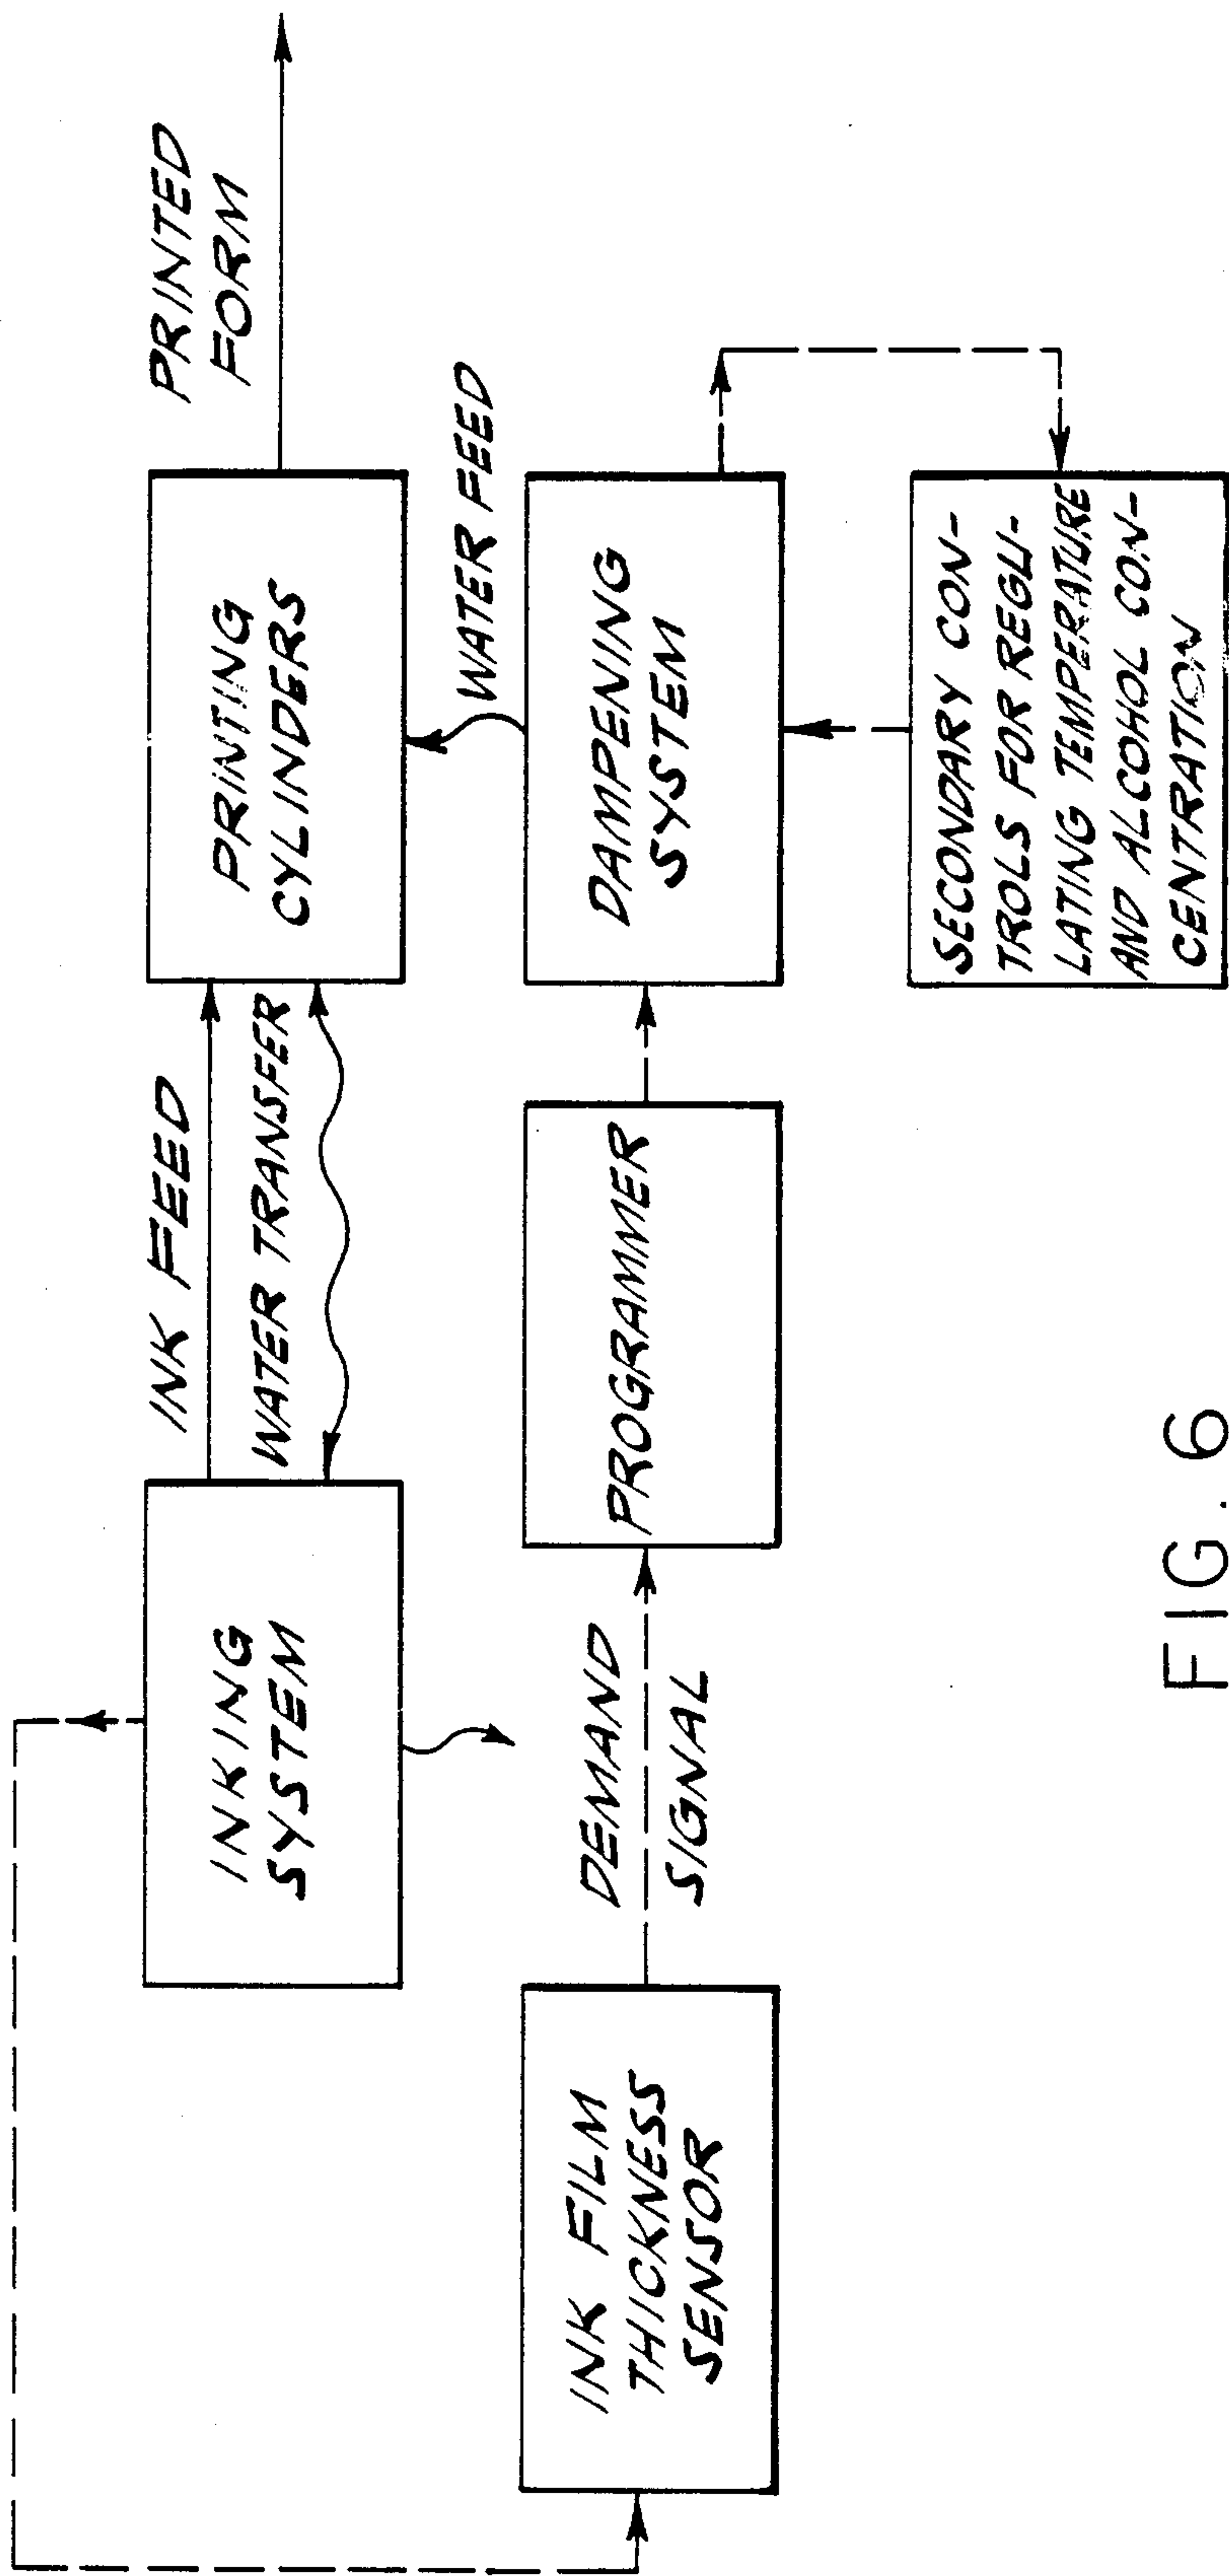 PRINTED
FORM
INK FEED
WATER TRANSFER
PRINTING
CYLINDERS
INKING
SYSTEM
WATER FEED
DEMAND
SIGNAL
INK FILM
THICKNESS
SENSOR
PROGRAMMER
DAMPENING
SYSTEM
SECONDARY CON-
TROLS FOR REGU-
LATING TEMPERATURE
AND ALCOHOL CON-
CENTRATION
FIG. 6